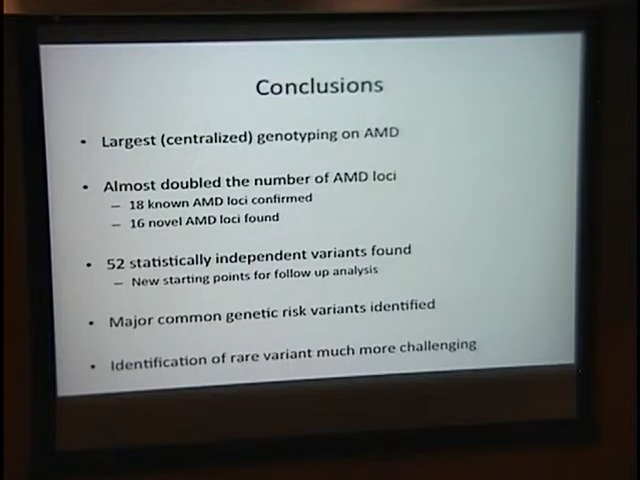 Conclusions
• Largest (centralized) genotyping on AMD
• Almost doubled the number of AMD loci
– 18 known AMD loci confirmed
– 16 novel AMD loci found
• 52 statistically independent variants found
– New starting points for follow up analysis
• Major common genetic risk variants identified
• Identification of rare variant much more challenging